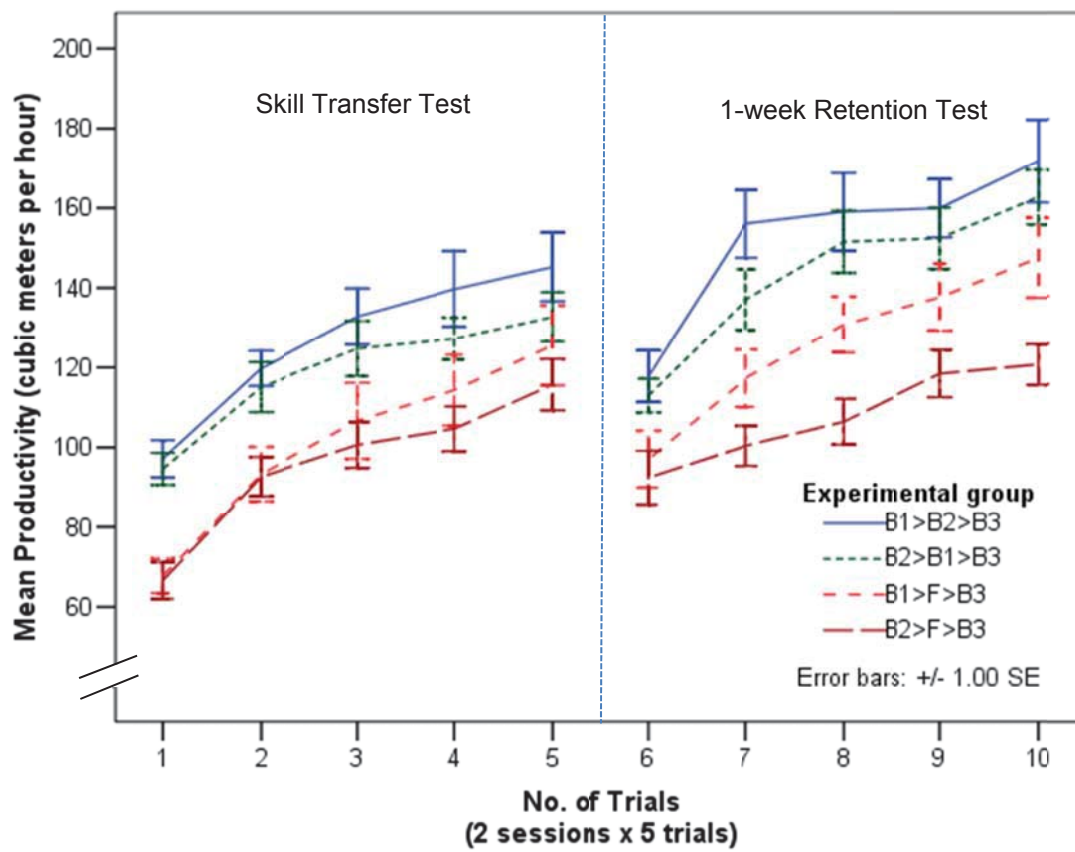 Mean Productivity (cubic meters per hour)
200
180
160
140
120
100
80
60
Skill Transfer Test
1-week Retention Test
Experimental group
B1>B2>B3
B2>B1>B3
B1>F>B3
B2>F>B3
Error bars: +/- 1.00 SE
1 2 3 4 5 6 7 8 9 10
No. of Trials
(2 sessions x 5 trials)